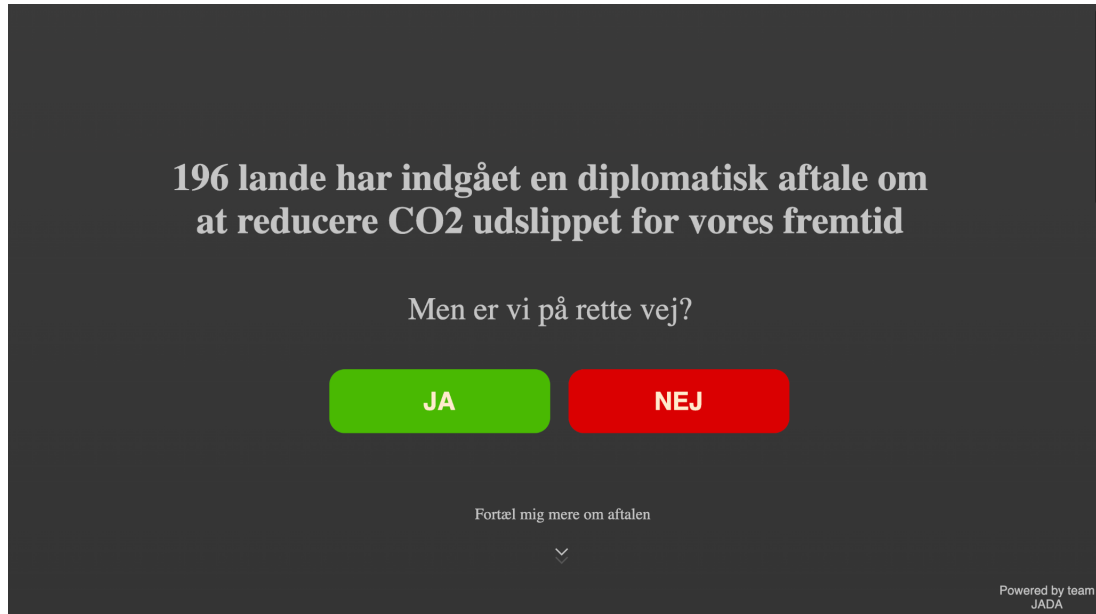 196 lande har indgået en diplomatisk aftale om
at reducere CO2 udslippet for vores fremtid
Men er vi på rette vej?
JA
NEJ
Fortæl mig mere om aftalen
Powered by team
JADA